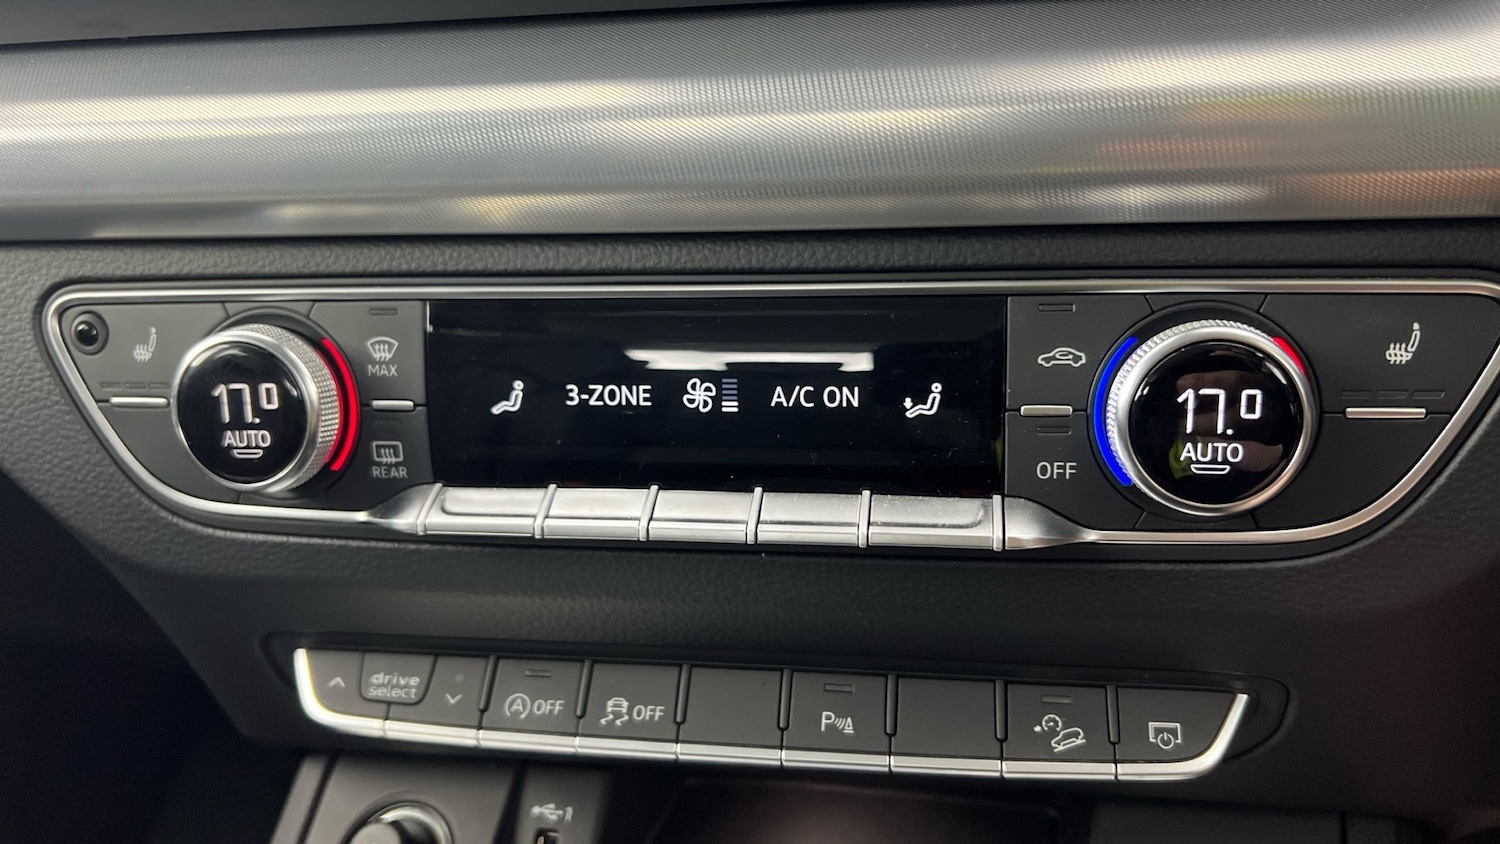 17.0
AUTO
MAX
REAR
3-ZONE
A/C ON
OFF
17.0
AUTO
drive
select
A OFF
OFF
P